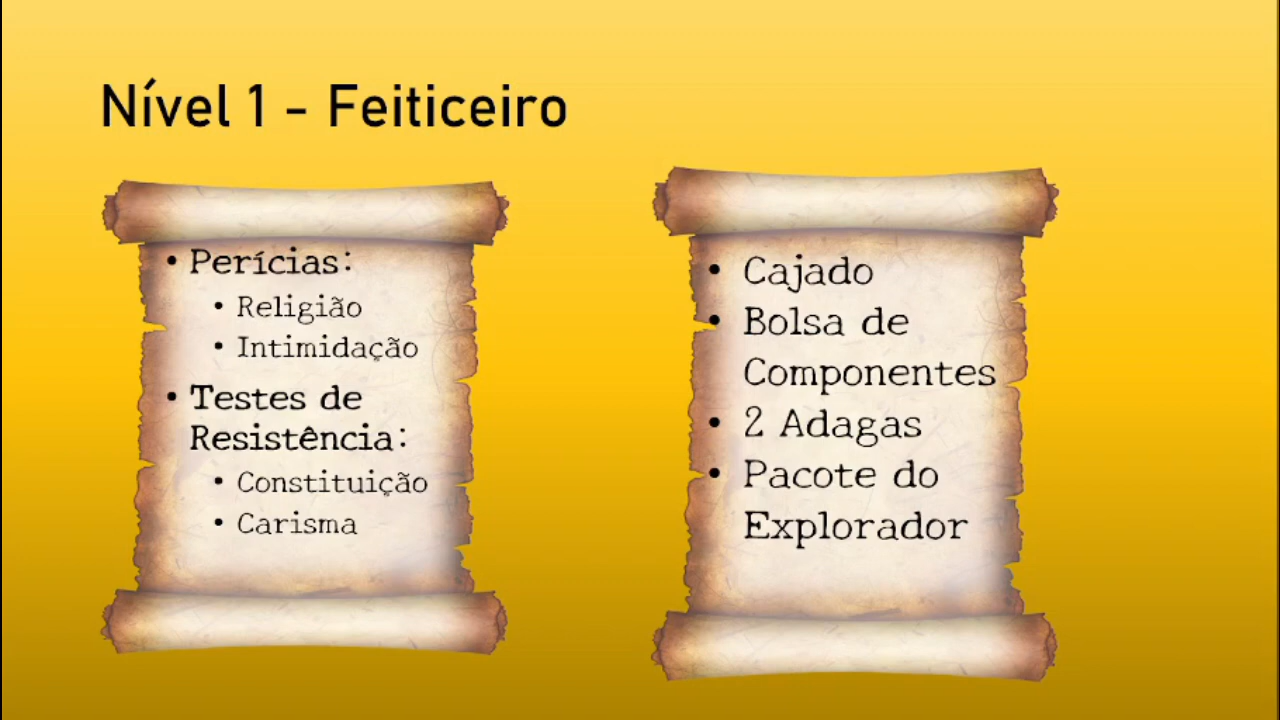 Nível 1 - Feiticeiro
• Perícias:
• Religião
• Intimidação
• Testes de
Resistência:
• Constituição
• Carisma
• Cajado
• Bolsa de
Componentes
• 2 Adagas
• Pacote do
Explorador